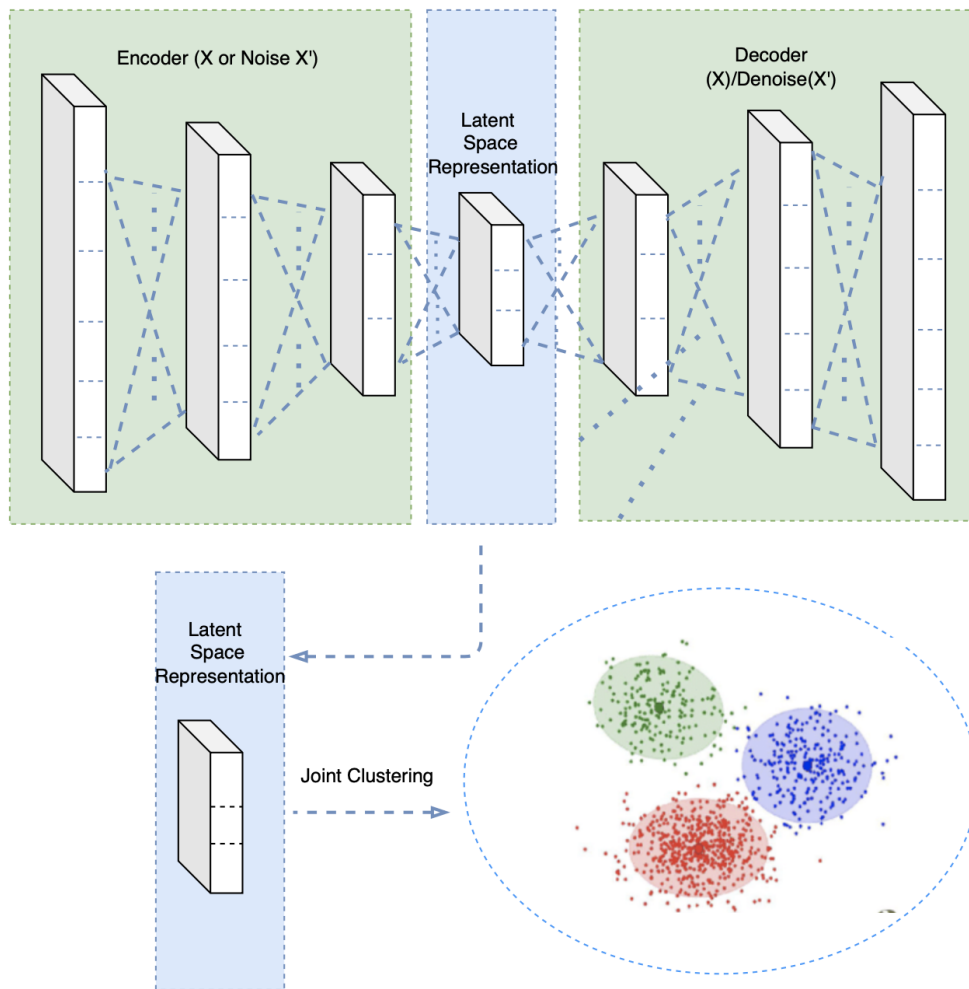 Encoder (X or Noise X')
Latent
Space
Representation
Decoder
(X)/Denoise(X')
Latent
Space
Representation
Joint Clustering